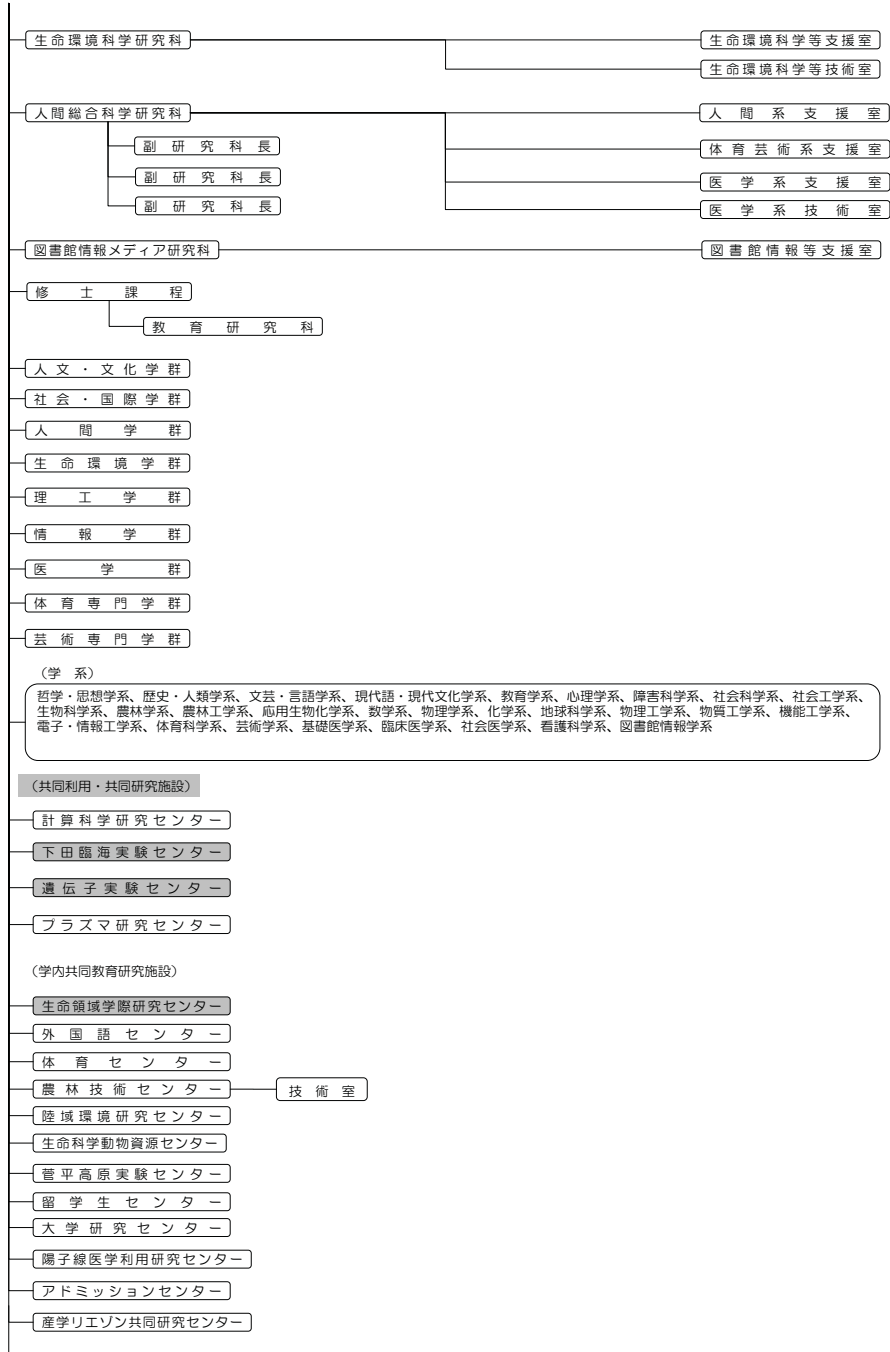 生命環境科学研究科
生命環境科学等支援室
生命環境科学等技術室
人間総合科学研究科
人間系支援室
副研究科長
体育芸術系支援室
副研究科長
医学系支援室
副研究科長
医学系技術室
図書館情報メディア研究科
図書館情報等支援室
修士課程
教育研究科
人文・文化学群
社会・国際学群
人間学群
生命環境学群
理工学群
情報学群
医学群
体育専門学群
芸術専門学群
（学　系）
哲学・思想学系、歴史・人類学系、文芸・言語学系、現代語・現代文化学系、教育学系、心理学系、障害科学系、社会科学系、社会工学系、
生物科学系、農林学系、農林工学系、応用生物化学系、数学系、物理学系、化学系、地球科学系、物理工学系、物質工学系、機能工学系、
電子・情報工学系、体育科学系、芸術学系、基礎医学系、臨床医学系、社会医学系、看護科学系、図書館情報学系
（共同利用・共同研究施設）
計算科学研究センター
下田臨海実験センター
遺伝子実験センター
プラズマ研究センター
（学内共同教育研究施設）
生命領域学際研究センター
外国語センター
体育センター
農林技術センター
技術室
陸域環境研究センター
生命科学動物資源センター
菅平高原実験センター
留学生センター
大学研究センター
陽子線医学利用研究センター
アドミッションセンター
産学リエゾン共同研究センター